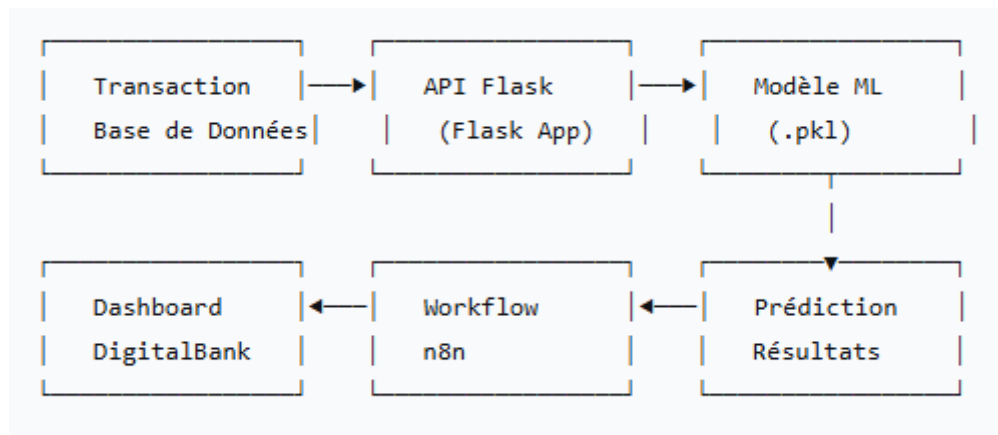 Transaction API Flask Modèle ML
Base de Données (Flask App) (.pkl)
Dashboard Workflow Prédiction
DigitalBank n8n Résultats